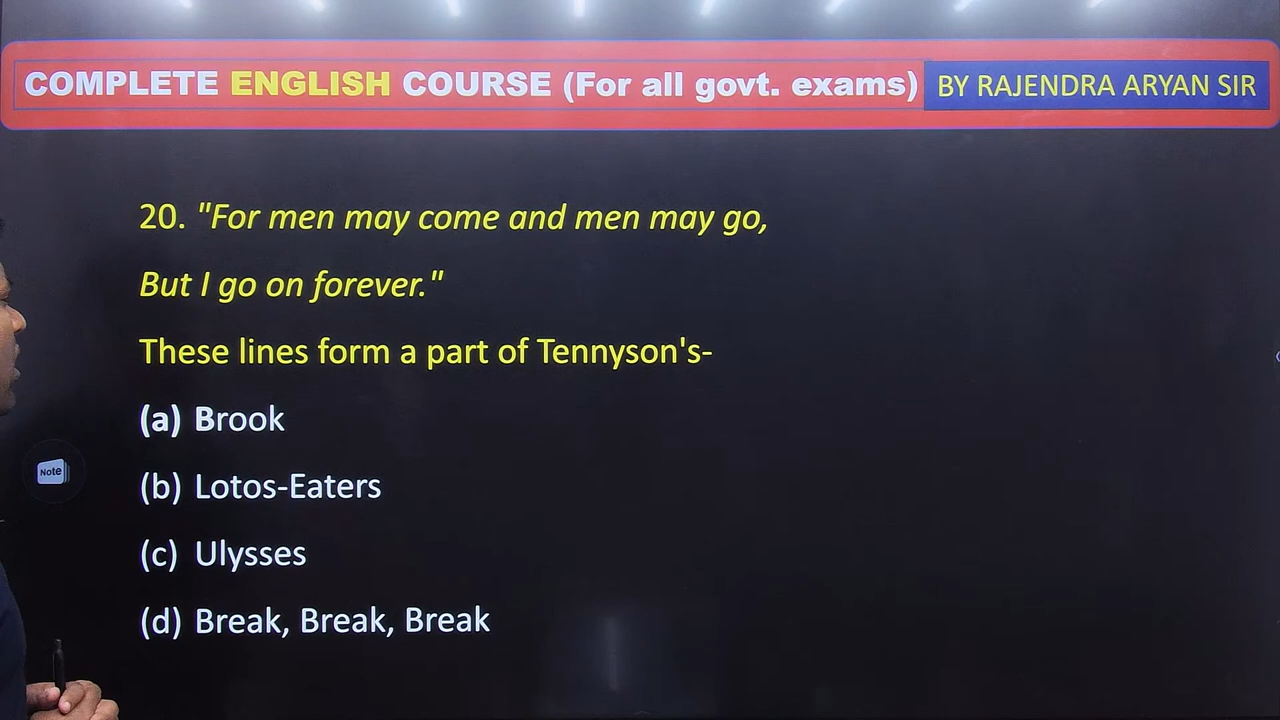 COMPLETE ENGLISH COURSE (For all govt. exams) BY RAJENDRA ARYAN SIR
20. "For men may come and men may go,
But I go on forever."
These lines form a part of Tennyson's-
(a) Brook
(b) Lotos-Eaters
Note
(c) Ulysses
(d) Break, Break, Break